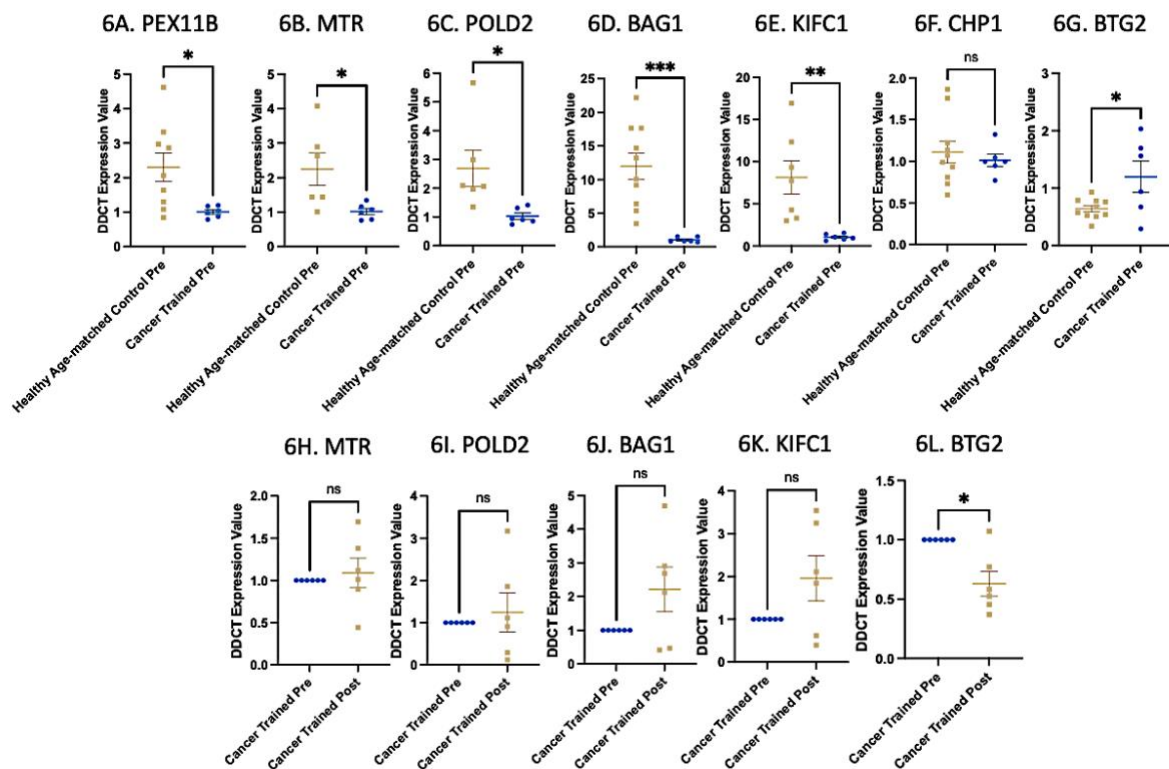 6A. PEX11B
6B. MTR
6C. POLD2
6D. BAG1
6E. KIFC1
6F. CHP1
6G. BTG2
*
*
*
***
**
ns
*
DDCT Expression Value
5
4
3
2
1
0
Healthy Age-matched Control Pre
Cancer Trained Pre
DDCT Expression Value
5
4
3
2
1
0
Healthy Age-matched Control Pre
Cancer Trained Pre
DDCT Expression Value
6
5
4
3
2
1
0
Healthy Age-matched Control Pre
Cancer Trained Pre
DDCT Expression Value
25
20
15
10
5
0
Healthy Age-matched Control Pre
Cancer Trained Pre
DDCT Expression Value
20
15
10
5
0
Healthy Age-matched Control Pre
Cancer Trained Pre
DDCT Expression Value
2.0
1.5
1.0
0.5
0.0
Healthy Age-matched Control Pre
Cancer Trained Pre
DDCT Expression Value
3
2
1
0
Healthy Age-matched Control Pre
Cancer Trained Pre
6H. MTR
6I. POLD2
6J. BAG1
6K. KIFC1
6L. BTG2
ns
ns
ns
ns
*
DDCT Expression Value
2.0
1.5
1.0
0.5
0.0
Cancer Trained Pre
Cancer Trained Post
DDCT Expression Value
4
3
2
1
0
Cancer Trained Pre
Cancer Trained Post
DDCT Expression Value
5
4
3
2
1
0
Cancer Trained Pre
Cancer Trained Post
DDCT Expression Value
4
3
2
1
0
Cancer Trained Pre
Cancer Trained Post
DDCT Expression Value
1.5
1.0
0.5
0.0
Cancer Trained Pre
Cancer Trained Post